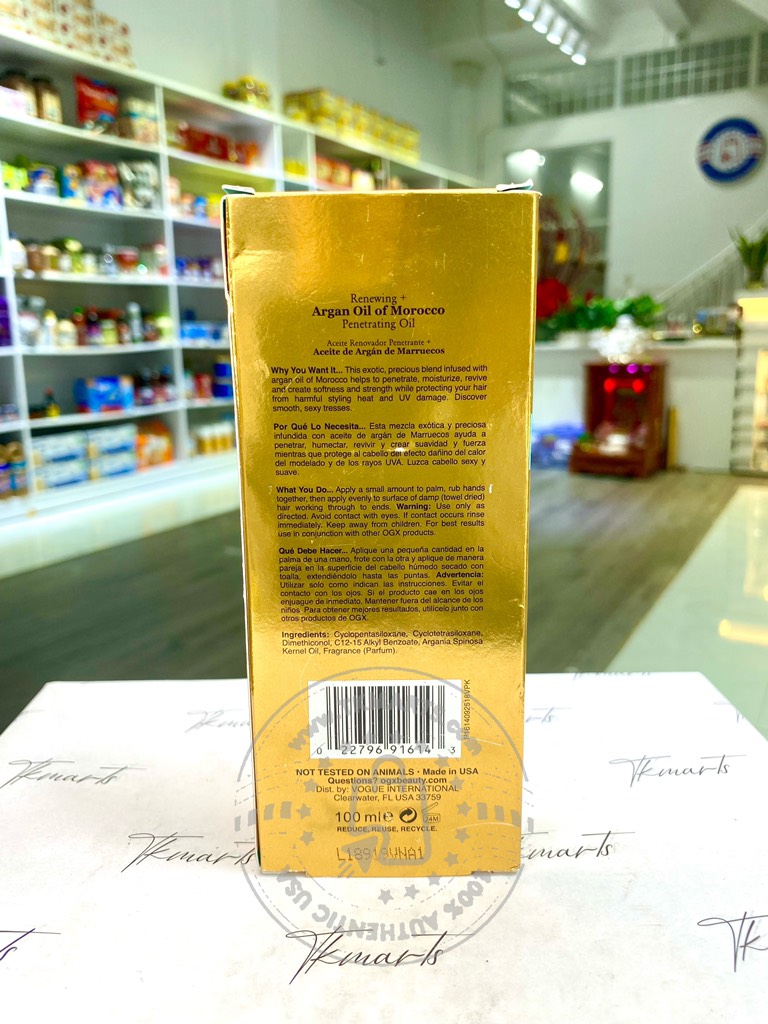 Renewing +
Argan Oil of Morocco
Penetrating Oil
Aceite Renovador Penetrante +
Aceite de Argán de Marruecos
Why You Want It... This exotic, precious blend infused with
argan oil of Morocco helps to penetrate, moisturize, revive
and create softness and strength while protecting your hair
from harmful styling heat and UV damage. Discover
smooth, sexy tresses.
Por Qué Lo Necesita... Esta mezcla exótica y preciosa
infundida con aceite de argán de Marruecos ayuda a
penetrar, humectar, revivir y crear suavidad y fuerza
mientras que protege al cabello del efecto dañino del calor
del modelado y de los rayos UVA. Luzca cabello sexy y
suave.
What You Do... Apply a small amount to palm, rub hands
together, then apply evenly to surface of damp (towel dried)
hair working through to ends. Warning: Use only as
directed. Avoid contact with eyes. If contact occurs rinse
immediately. Keep away from children. For best results
use in conjunction with other OGX products.
Qué Debe Hacer... Aplique una pequeña cantidad en la
palma de una mano, frote con la otra y aplique de manera
pareja en la superficie del cabello húmedo secado con
toalla, extendiéndolo hasta las puntas. Advertencia:
Utilizar solo como indican las instrucciones. Evitar el
contacto con los ojos. Si el producto cae en los ojos
enjuague de inmediato. Mantener fuera del alcance de los
niños. Para obtener mejores resultados, utilícelo junto con
otros productos de OGX.
Ingredients: Cyclopentasiloxane, Cyclotetrasiloxane,
Dimethiconol, C12-15 Alkyl Benzoate, Argania Spinosa
Kernel Oil, Fragrance (Parfum).
0 22796 91614 3
NOT TESTED ON ANIMALS • Made in USA
Questions? ogxbeauty.com
Dist. by: VOGUE INTERNATIONAL
Clearwater, FL USA 33759
100 ml e 24M
REDUCE, REUSE, RECYCLE.
L18919VNA1
100% AUTHENTIC USA
Tkmarts
Tkmarts
Tkmarts
Tkmarts